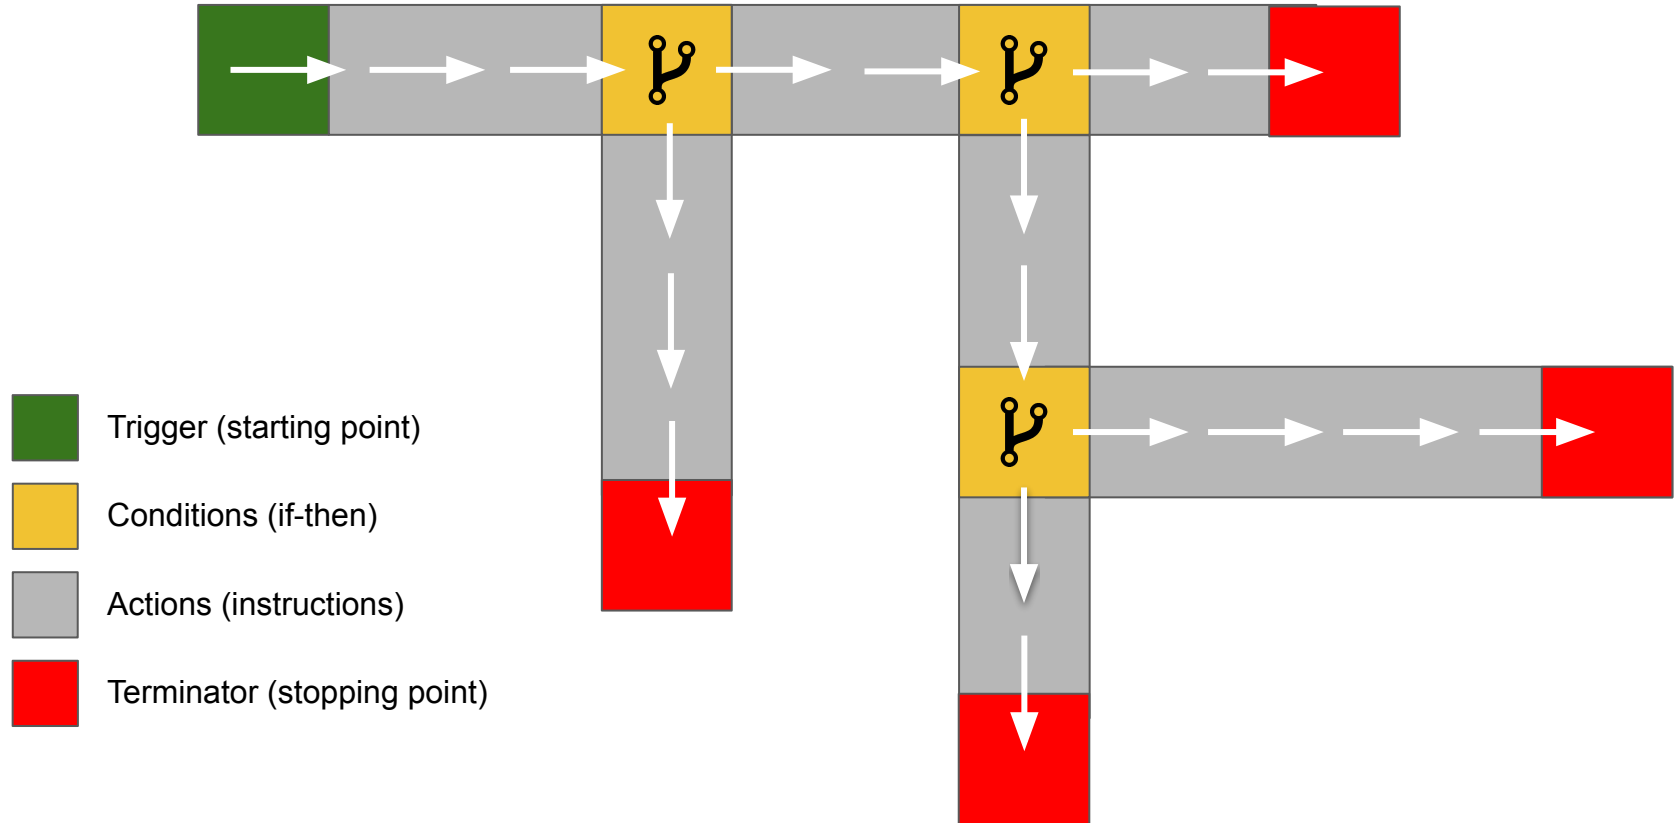 Trigger (starting point)
Conditions (if-then)
Actions (instructions)
Terminator (stopping point)